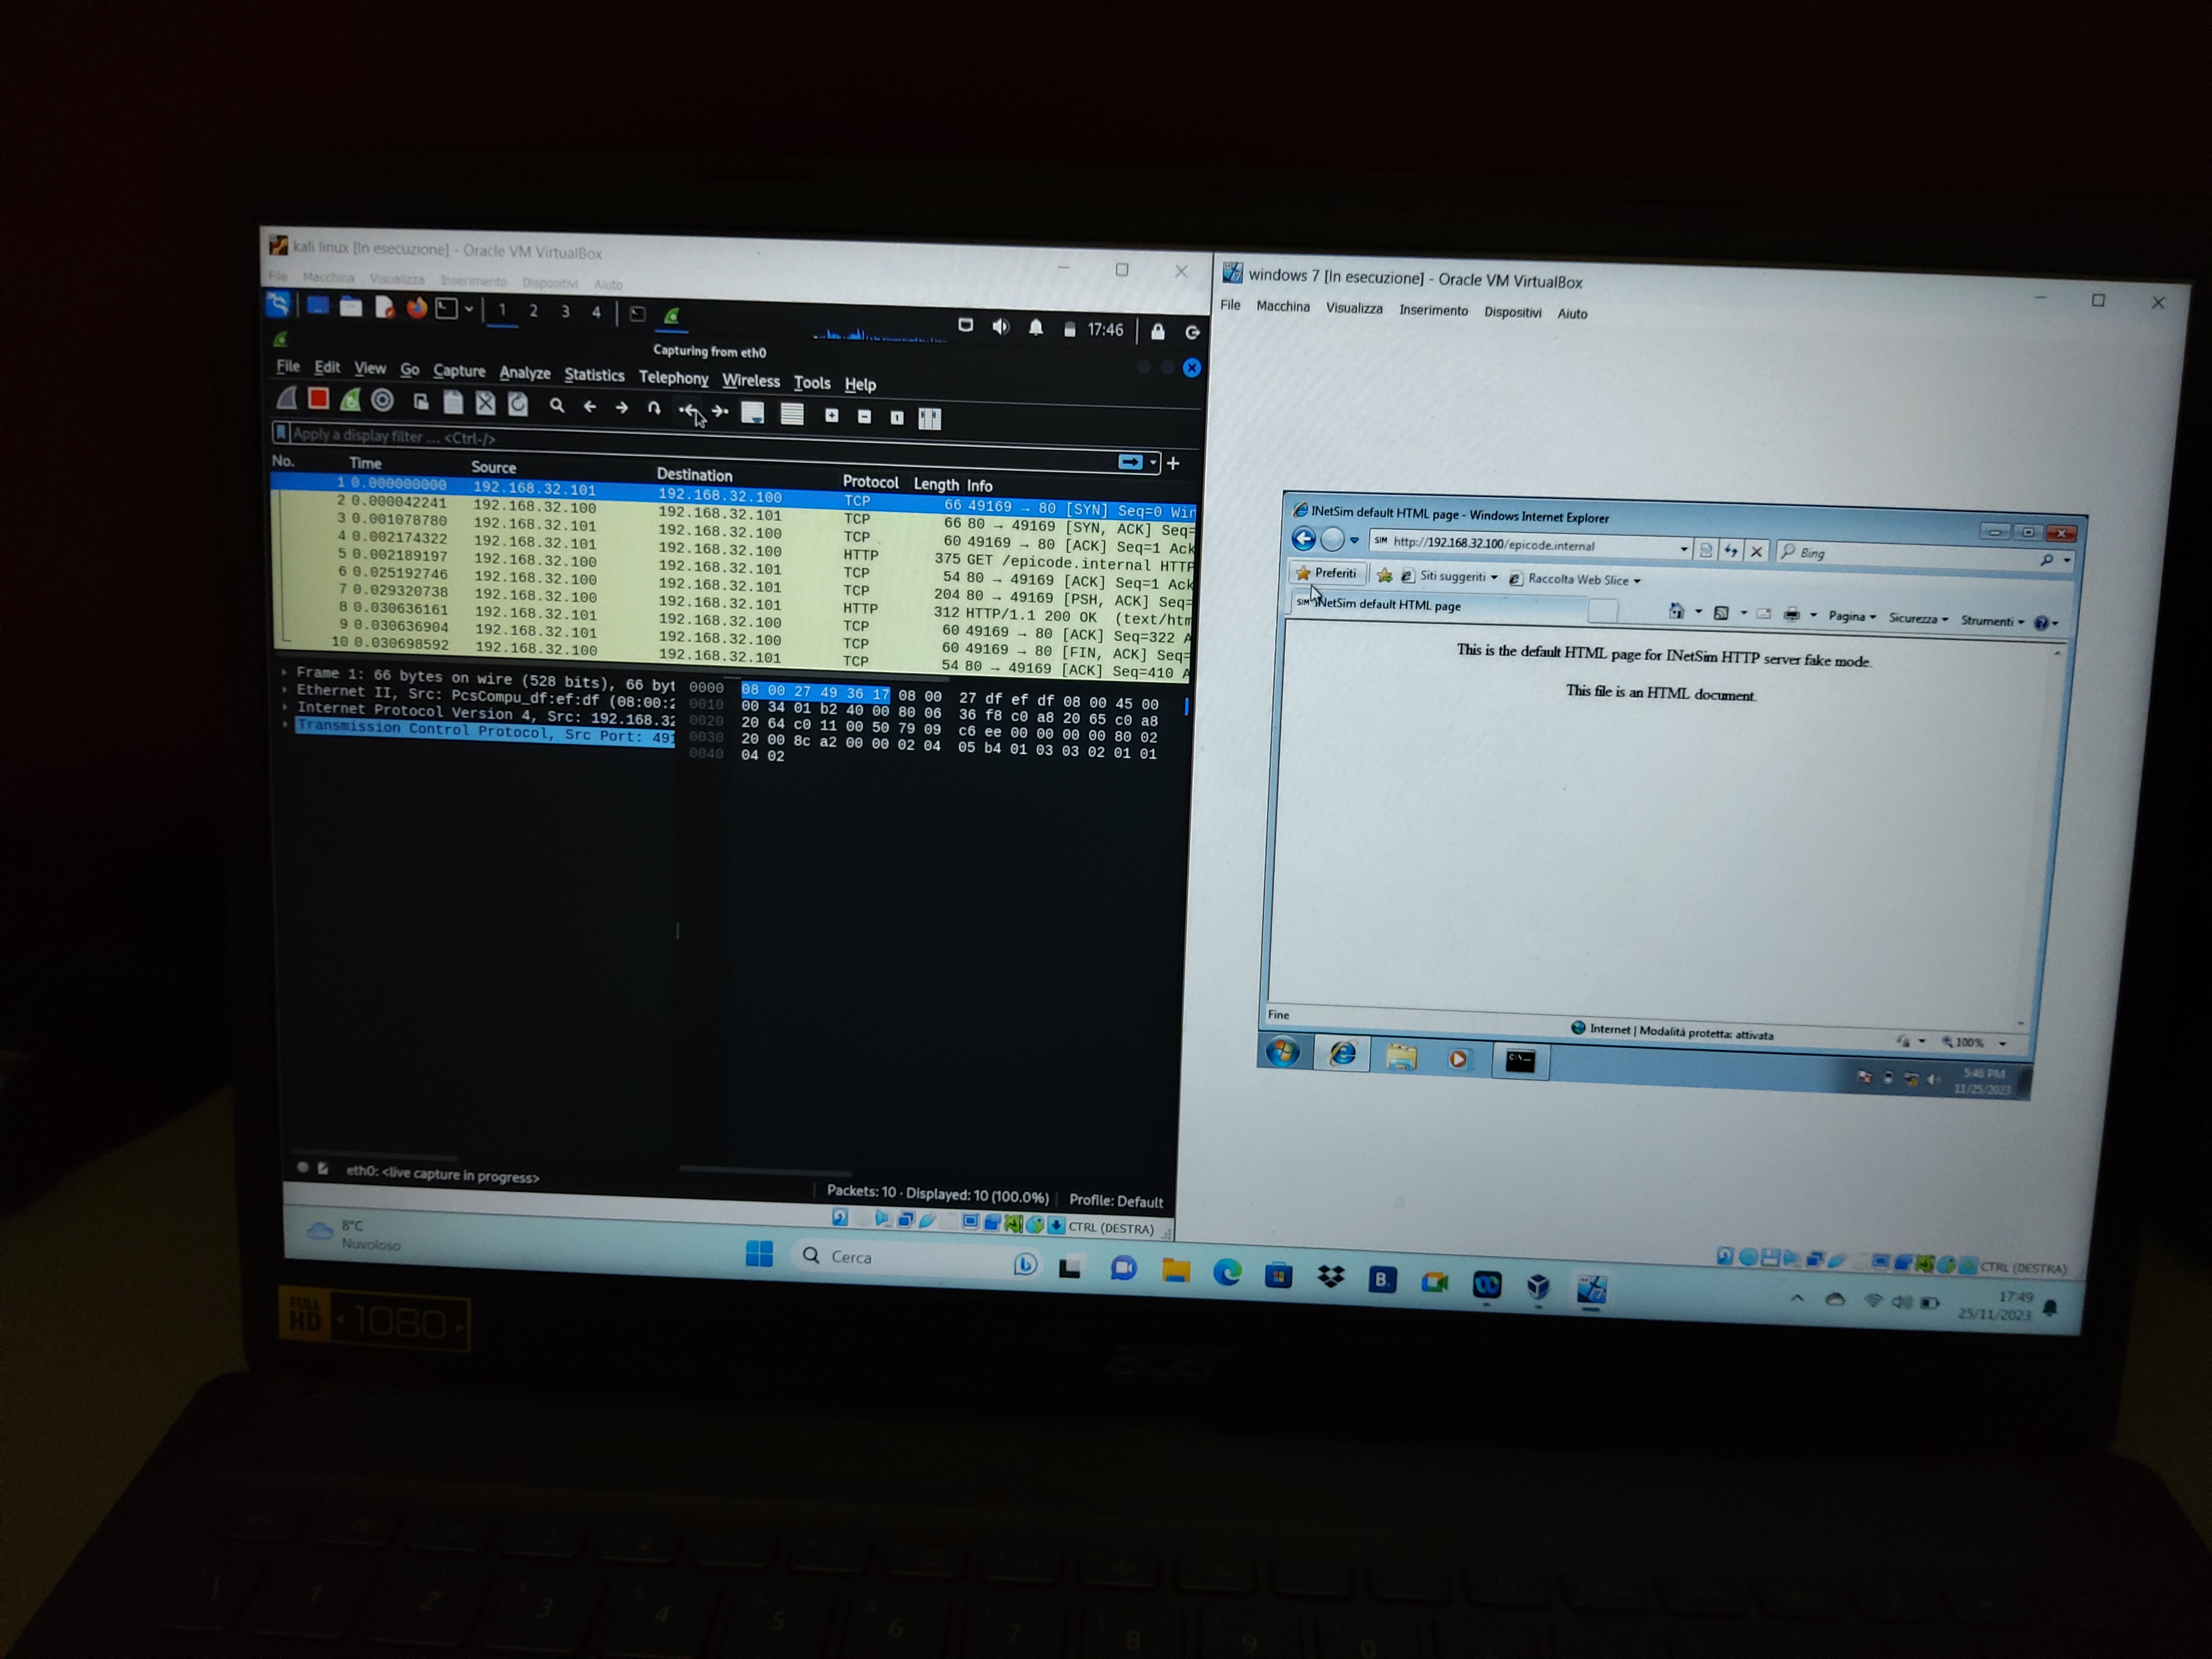 kali linux [In esecuzione] - Oracle VM VirtualBox
File Macchina Visualizza Inserimento Dispositivi Aiuto
1 2 3 4 17:46
Capturing from eth0
File Edit View Go Capture Analyze Statistics Telephony Wireless Tools Help
Apply a display filter ... <Ctrl-/>
No. Time Source Destination Protocol Length Info
1 0.000000000 192.168.32.101 192.168.32.100 TCP 66 49169 → 80 [SYN] Seq=0 Win
2 0.000042241 192.168.32.100 192.168.32.101 TCP 66 80 → 49169 [SYN, ACK] Seq=
3 0.001078780 192.168.32.101 192.168.32.100 TCP 60 49169 → 80 [ACK] Seq=1 Ack
4 0.002174322 192.168.32.101 192.168.32.100 HTTP 375 GET /epicode.internal HTTP
5 0.002189197 192.168.32.100 192.168.32.101 TCP 54 80 → 49169 [ACK] Seq=1 Ack
6 0.025192746 192.168.32.100 192.168.32.101 TCP 204 80 → 49169 [PSH, ACK] Seq=
7 0.029320738 192.168.32.100 192.168.32.101 HTTP 312 HTTP/1.1 200 OK (text/htm
8 0.030636161 192.168.32.101 192.168.32.100 TCP 60 49169 → 80 [ACK] Seq=322 A
9 0.030636904 192.168.32.101 192.168.32.100 TCP 60 49169 → 80 [FIN, ACK] Seq=
10 0.030698592 192.168.32.100 192.168.32.101 TCP 54 80 → 49169 [ACK] Seq=410 A
Frame 1: 66 bytes on wire (528 bits), 66 byt
Ethernet II, Src: PcsCompu_df:ef:df (08:00:2
Internet Protocol Version 4, Src: 192.168.32
Transmission Control Protocol, Src Port: 491
0000 08 00 27 49 36 17 08 00 27 df ef df 08 00 45 00
0010 00 34 01 b2 40 00 80 06 36 f8 c0 a8 20 65 c0 a8
0020 20 64 c0 11 00 50 79 09 c6 ee 00 00 00 00 80 02
0030 20 00 8c a2 00 00 02 04 05 b4 01 03 03 02 01 01
0040 04 02
eth0: <live capture in progress>
Packets: 10 · Displayed: 10 (100.0%) Profile: Default
CTRL (DESTRA)
windows 7 [In esecuzione] - Oracle VM VirtualBox
File Macchina Visualizza Inserimento Dispositivi Aiuto
INetSim default HTML page - Windows Internet Explorer
SIM http://192.168.32.100/epicode.internal Bing
Preferiti Siti suggeriti Raccolta Web Slice
SIM INetSim default HTML page Pagina Sicurezza Strumenti
This is the default HTML page for INetSim HTTP server fake mode.
This file is an HTML document.
Fine Internet | Modalità protetta: attivata 100%
C:\_
5:46 PM
11/25/2023
CTRL (DESTRA)
8°C
Nuvoloso
Cerca
B.
17:49
25/11/2023
FULL HD 1080
acer
1 2 3 4 5 6 7 8 9 0